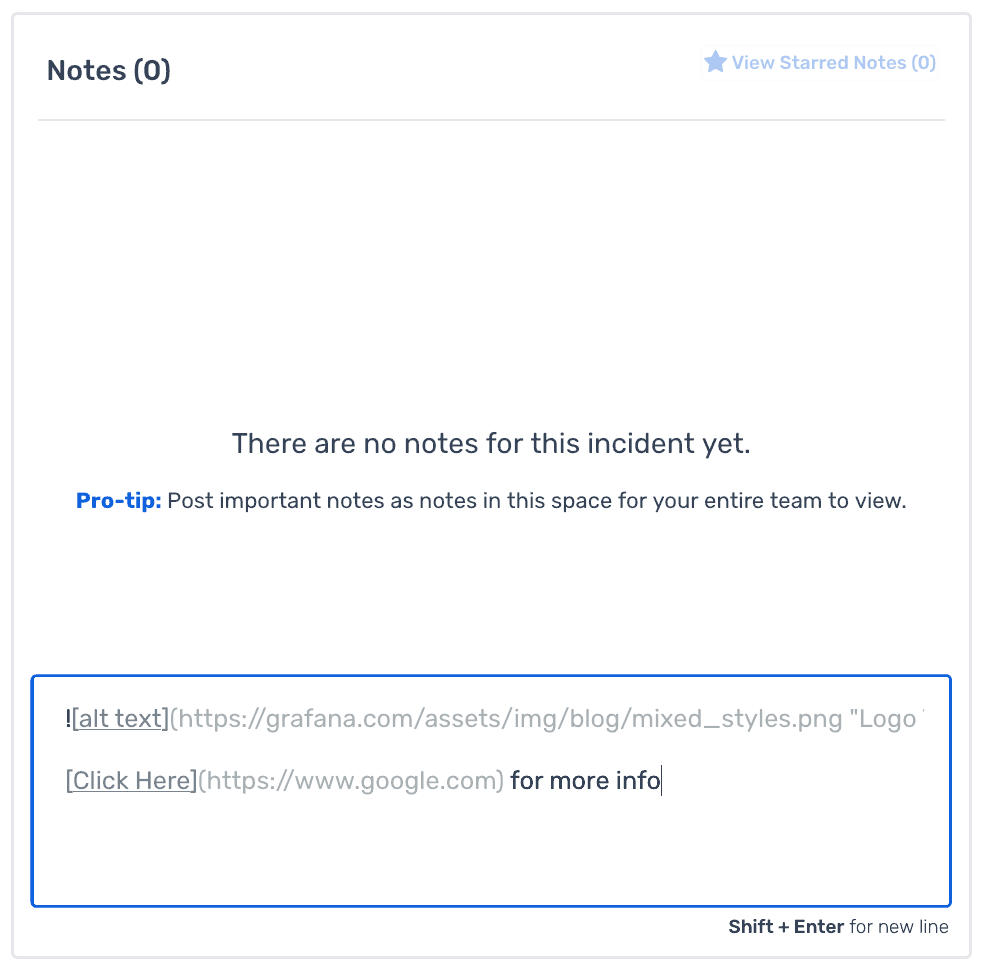 Notes (0)
View Starred Notes (0)
There are no notes for this incident yet.
Pro-tip: Post important notes as notes in this space for your entire team to view.
![alt text](https://grafana.com/assets/img/blog/mixed_styles.png "Logo
[Click Here](https://www.google.com) for more info
Shift + Enter for new line